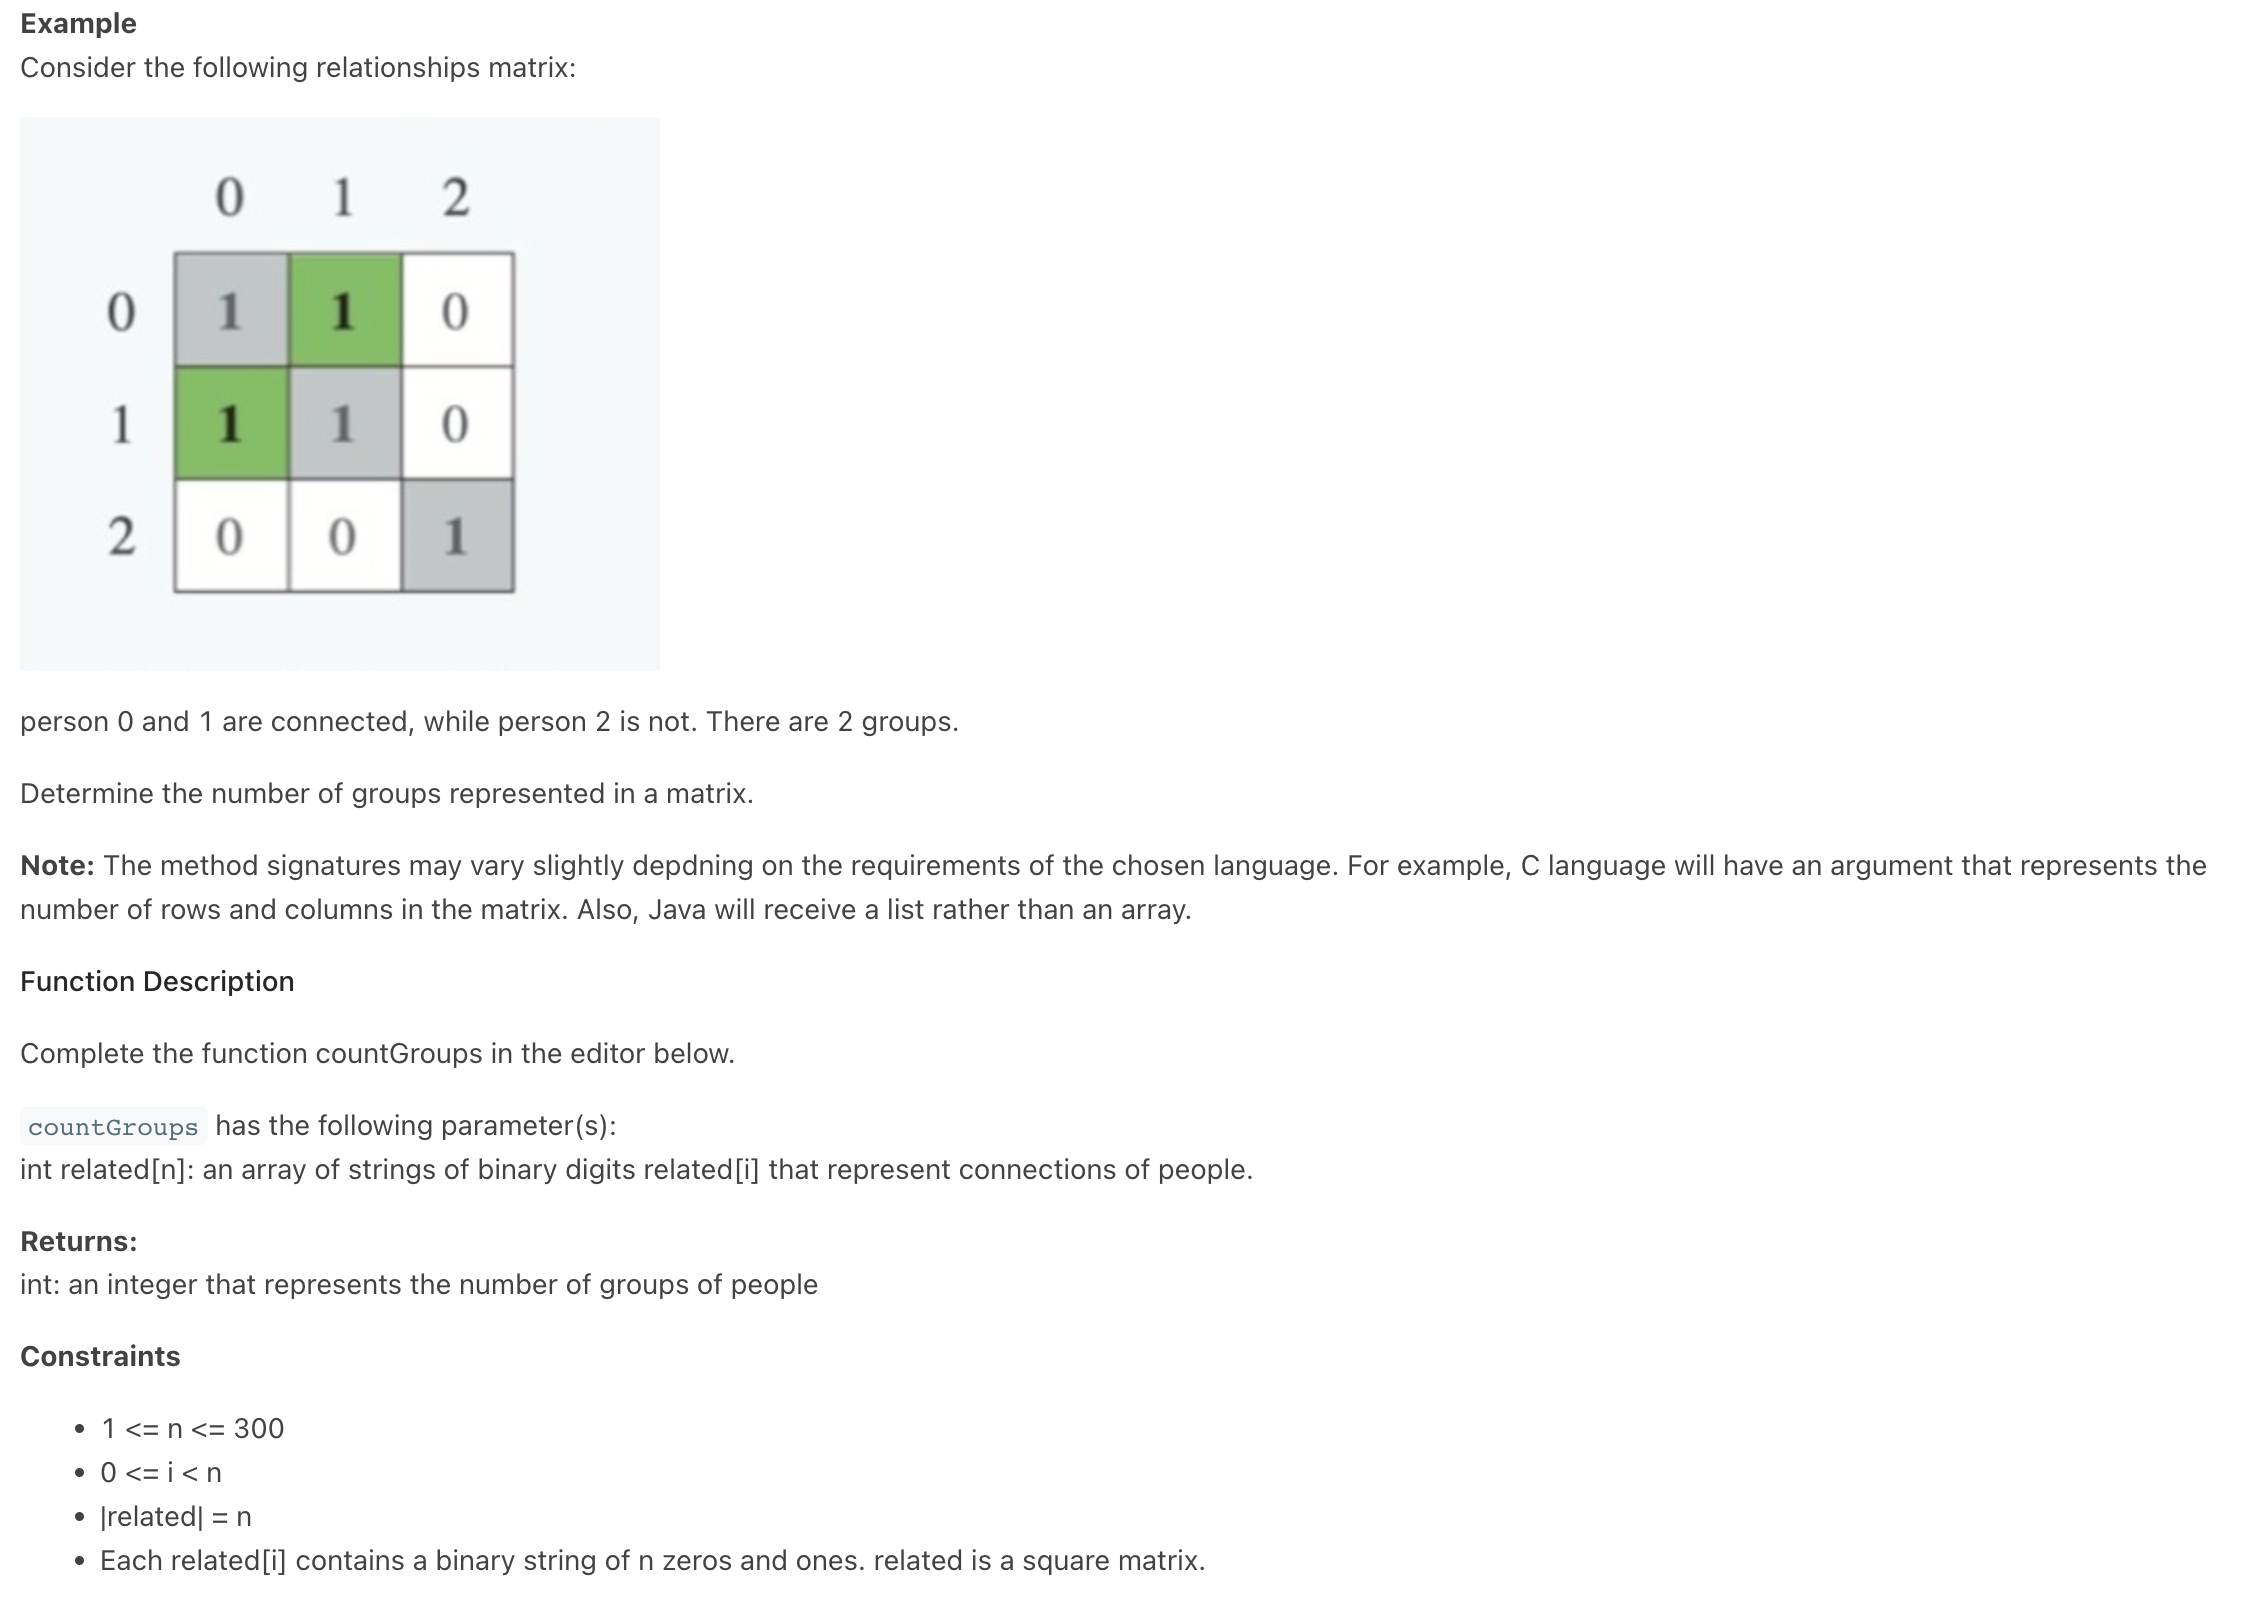 Example
Consider the following relationships matrix:
0 1 2
0 1 1 0
1 1 1 0
2 0 0 1
person 0 and 1 are connected, while person 2 is not. There are 2 groups.
Determine the number of groups represented in a matrix.
Note: The method signatures may vary slightly depdning on the requirements of the chosen language. For example, C language will have an argument that represents the
number of rows and columns in the matrix. Also, Java will receive a list rather than an array.
Function Description
Complete the function countGroups in the editor below.
countGroups has the following parameter(s):
int related[n]: an array of strings of binary digits related[i] that represent connections of people.
Returns:
int: an integer that represents the number of groups of people
Constraints
• 1 <= n <= 300
• 0 <= i < n
• |related| = n
• Each related[i] contains a binary string of n zeros and ones. related is a square matrix.